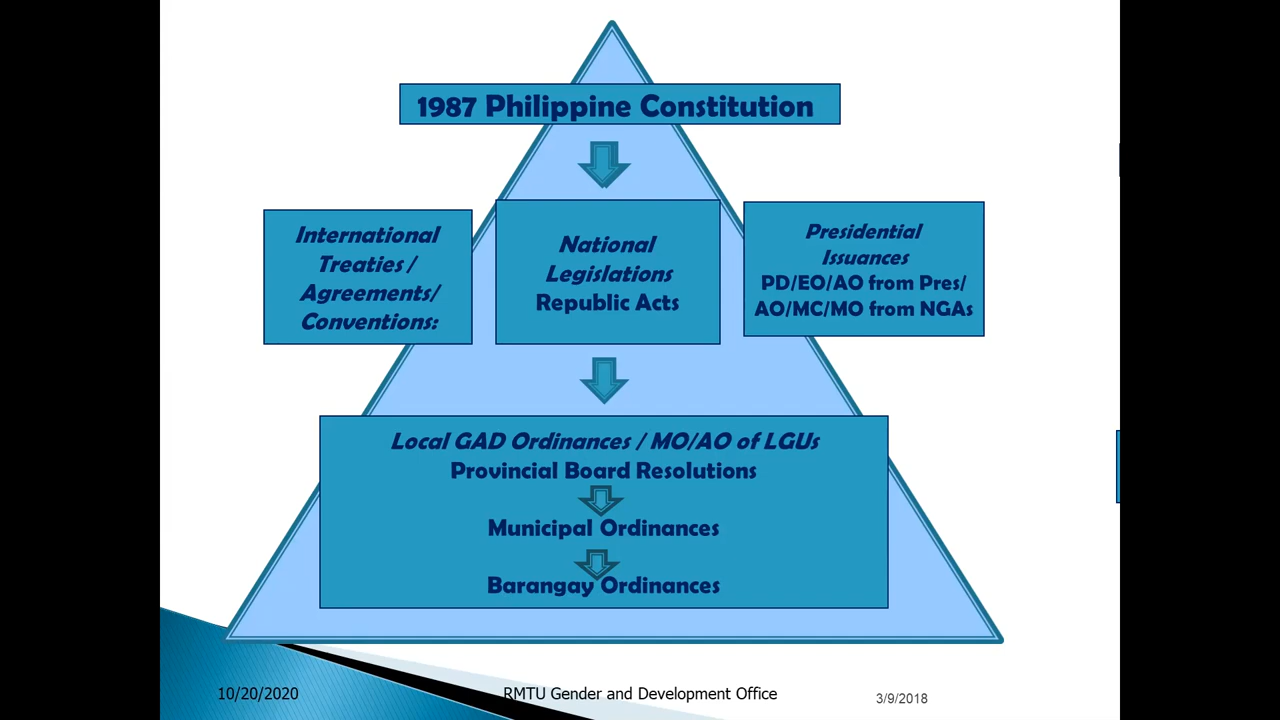 1987 Philippine Constitution
International
Treaties /
Agreements/
Conventions:
National
Legislations
Republic Acts
Presidential
Issuances
PD/EO/AO from Pres/
AO/MC/MO from NGAs
Local GAD Ordinances / MO/AO of LGUs
Provincial Board Resolutions
Municipal Ordinances
Barangay Ordinances
10/20/2020
RMTU Gender and Development Office
3/9/2018